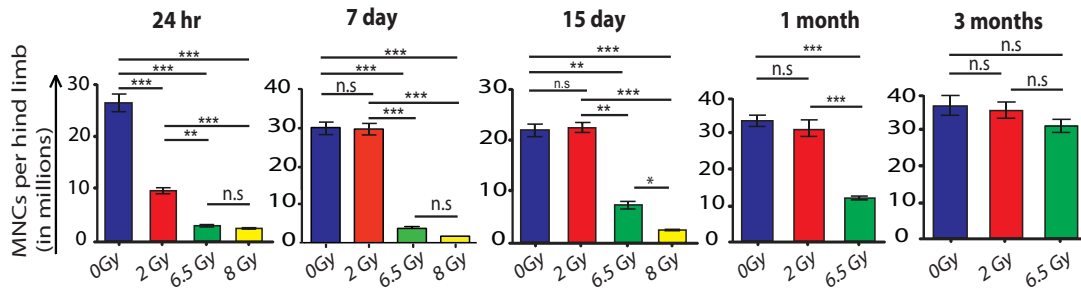 MNCs per hind limb
(in millions)
24 hr
***
***
***
***
**
n.s
30
20
10
0
0Gy
2 Gy
6.5 Gy
8 Gy
7 day
***
***
n.s
***
***
n.s
40
30
20
10
0
0Gy
2 Gy
6.5 Gy
8 Gy
15 day
***
**
n.s
***
**
*
30
20
10
0
0Gy
2 Gy
6.5 Gy
8 Gy
1 month
***
n.s
***
40
30
20
10
0
0Gy
2 Gy
6.5 Gy
3 months
n.s
n.s
n.s
40
30
20
10
0
0Gy
2 Gy
6.5 Gy